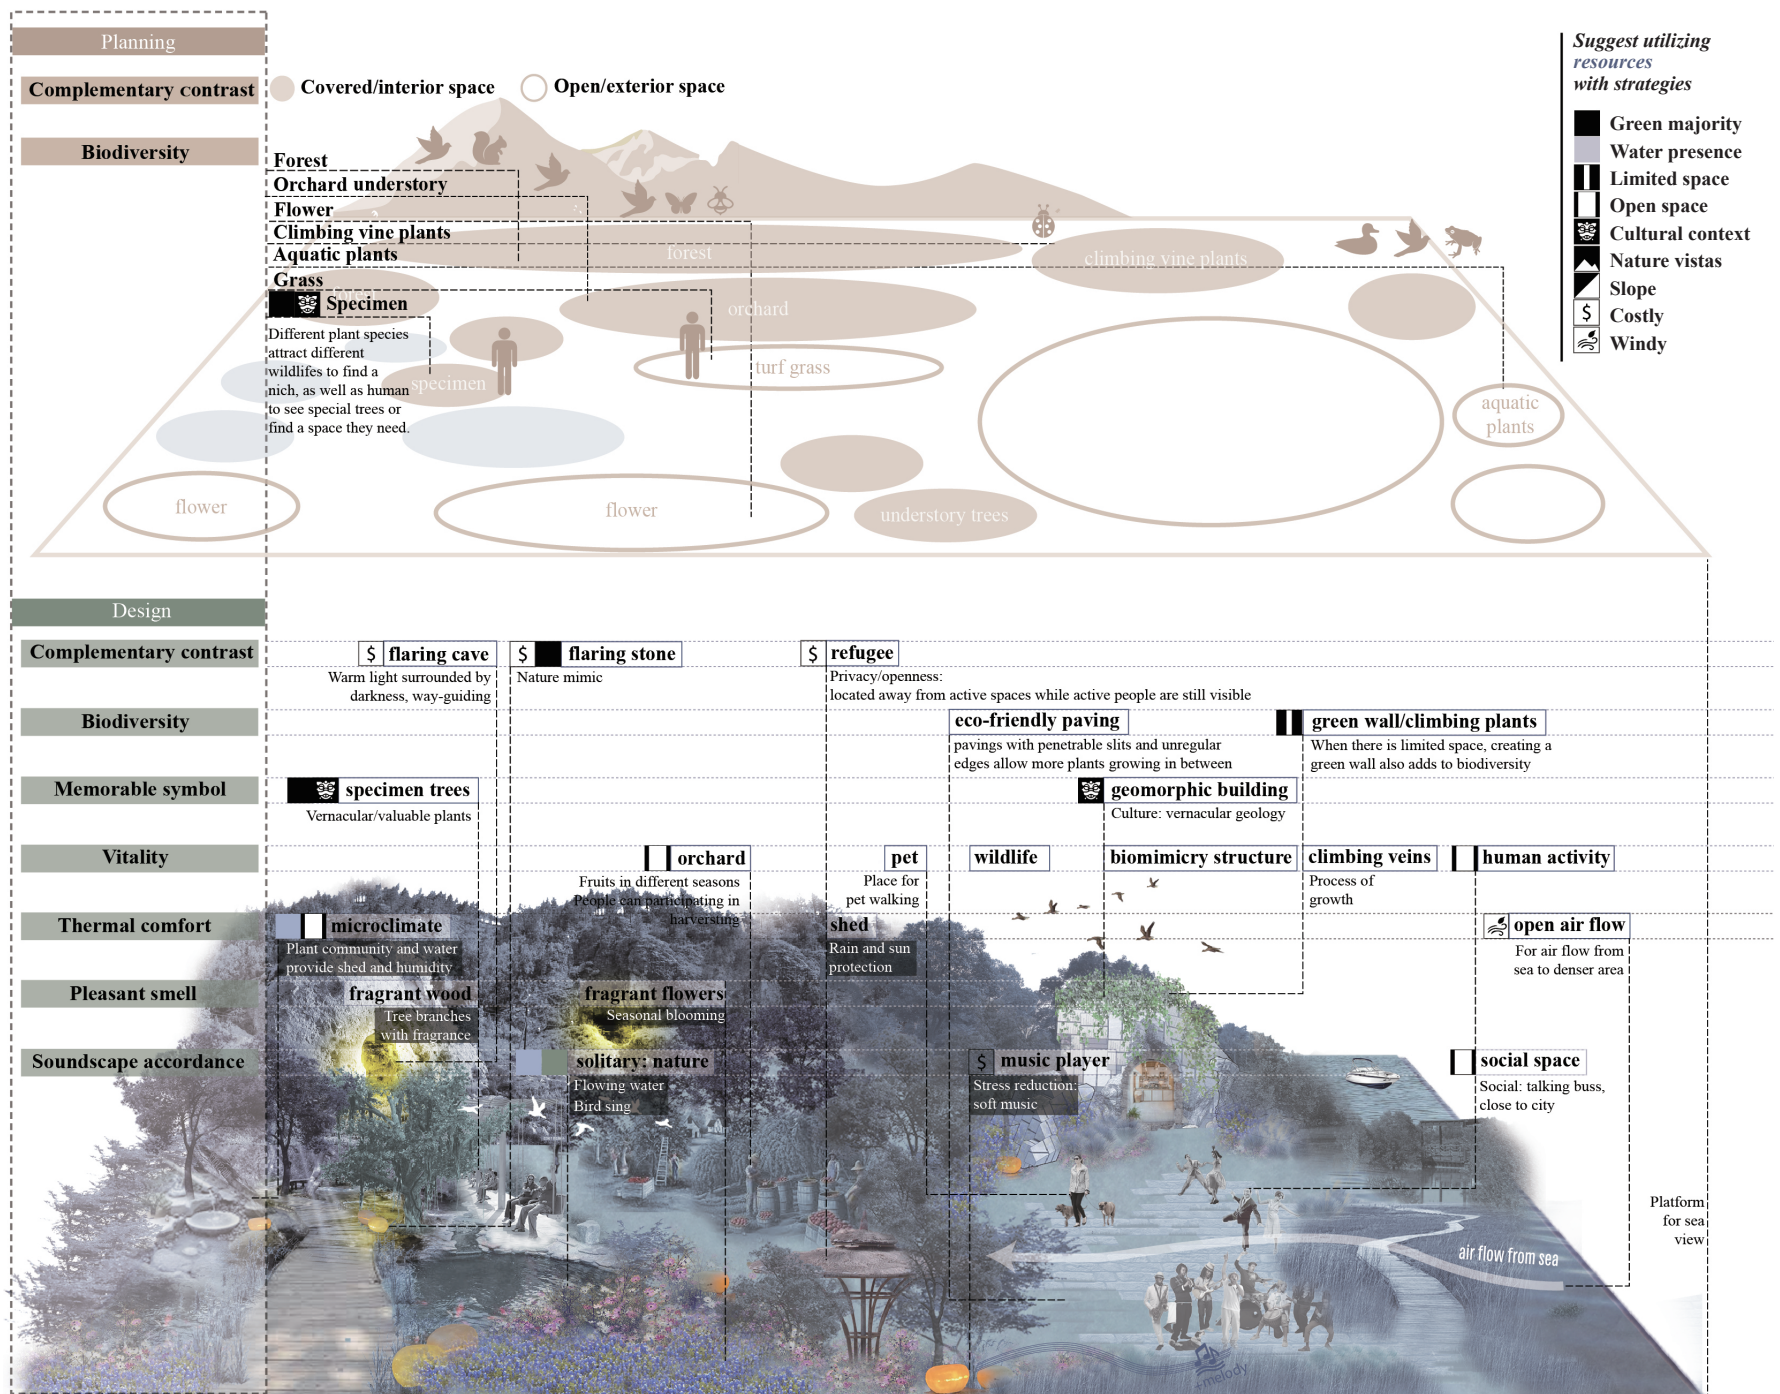 Planning
Complementary contrast
Covered/interior space
Open/exterior space
Biodiversity
Forest
Orchard understory
Flower
Climbing vine plants
Aquatic plants
Grass
Specimen
Different plant species
attract different
wildlifes to find a
nich, as well as human
to see special trees or
find a space they need.
forest
climbing vine plants
forest
orchard
turf grass
specimen
aquatic
plants
flower
flower
understory trees
Suggest utilizing
resources
with strategies
Green majority
Water presence
Limited space
Open space
Cultural context
Nature vistas
Slope
$ Costly
Windy
Design
Complementary contrast
$ flaring cave
Warm light surrounded by
darkness, way-guiding
$ flaring stone
Nature mimic
$ refugee
Privacy/openness:
located away from active spaces while active people are still visible
Biodiversity
eco-friendly paving
pavings with penetrable slits and unregular
edges allow more plants growing in between
green wall/climbing plants
When there is limited space, creating a
green wall also adds to biodiversity
Memorable symbol
specimen trees
Vernacular/valuable plants
geomorphic building
Culture: vernacular geology
Vitality
orchard
Fruits in different seasons
People can participating in
harversting
pet
Place for
pet walking
wildlife
biomimicry structure
climbing veins
Process of
growth
human activity
Thermal comfort
microclimate
Plant community and water
provide shed and humidity
shed
Rain and sun
protection
open air flow
For air flow from
sea to denser area
Pleasant smell
fragrant wood
Tree branches
with fragrance
fragrant flowers
Seasonal blooming
Soundscape accordance
solitary: nature
Flowing water
Bird sing
$ music player
Stress reduction:
soft music
social space
Social: talking buss,
close to city
Platform
for sea
view
air flow from sea
+melody